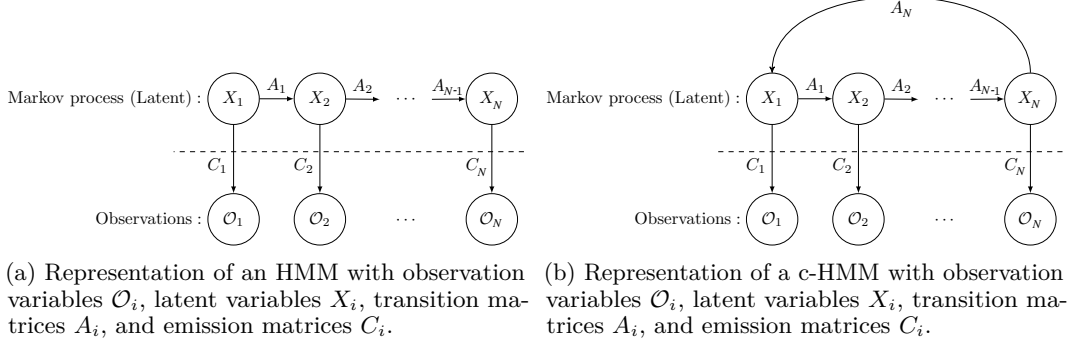 A_N
Markov process (Latent) : X_1 A_1 X_2 A_2 ··· A_{N-1} X_N
C_1 C_2 C_N
Observations : O_1 O_2 ··· O_N
(a) Representation of an HMM with observation
variables O_i, latent variables X_i, transition ma-
trices A_i, and emission matrices C_i.
Markov process (Latent) : X_1 A_1 X_2 A_2 ··· A_{N-1} X_N
C_1 C_2 C_N
Observations : O_1 O_2 ··· O_N
(b) Representation of a c-HMM with observation
variables O_i, latent variables X_i, transition ma-
trices A_i, and emission matrices C_i.